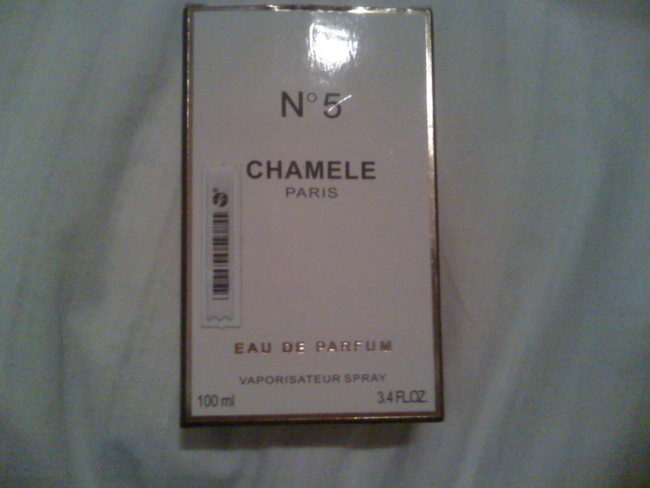 N° 5
CHAMELE
PARIS
EAU DE PARFUM
VAPORISATEUR SPRAY
100 ml 3.4 FL.OZ.